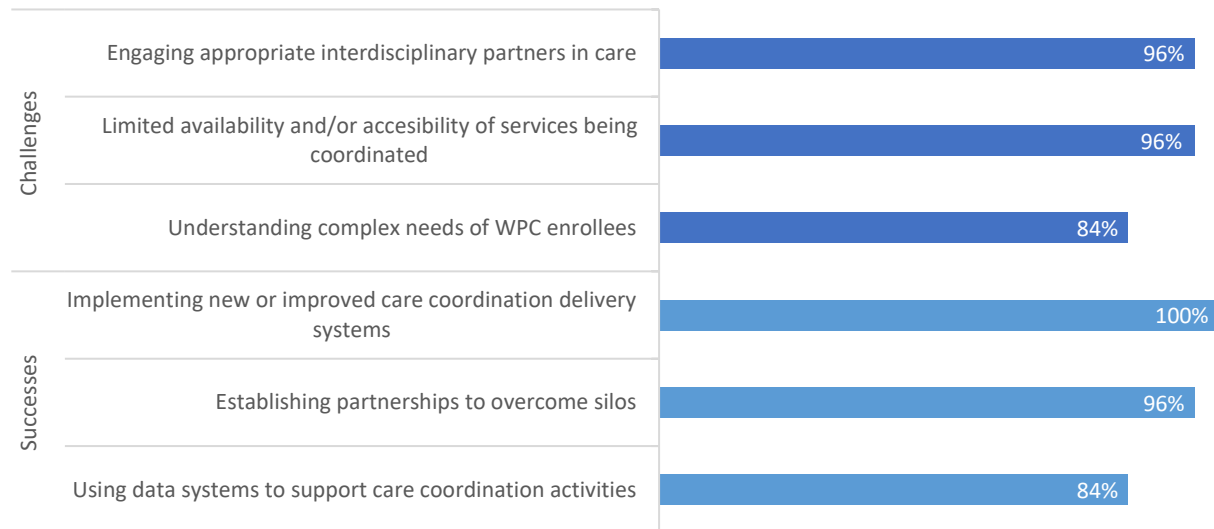 Challenges
Engaging appropriate interdisciplinary partners in care
96%
Limited availability and/or accesibility of services being
coordinated
96%
Understanding complex needs of WPC enrollees
84%
Successes
Implementing new or improved care coordination delivery
systems
100%
Establishing partnerships to overcome silos
96%
Using data systems to support care coordination activities
84%